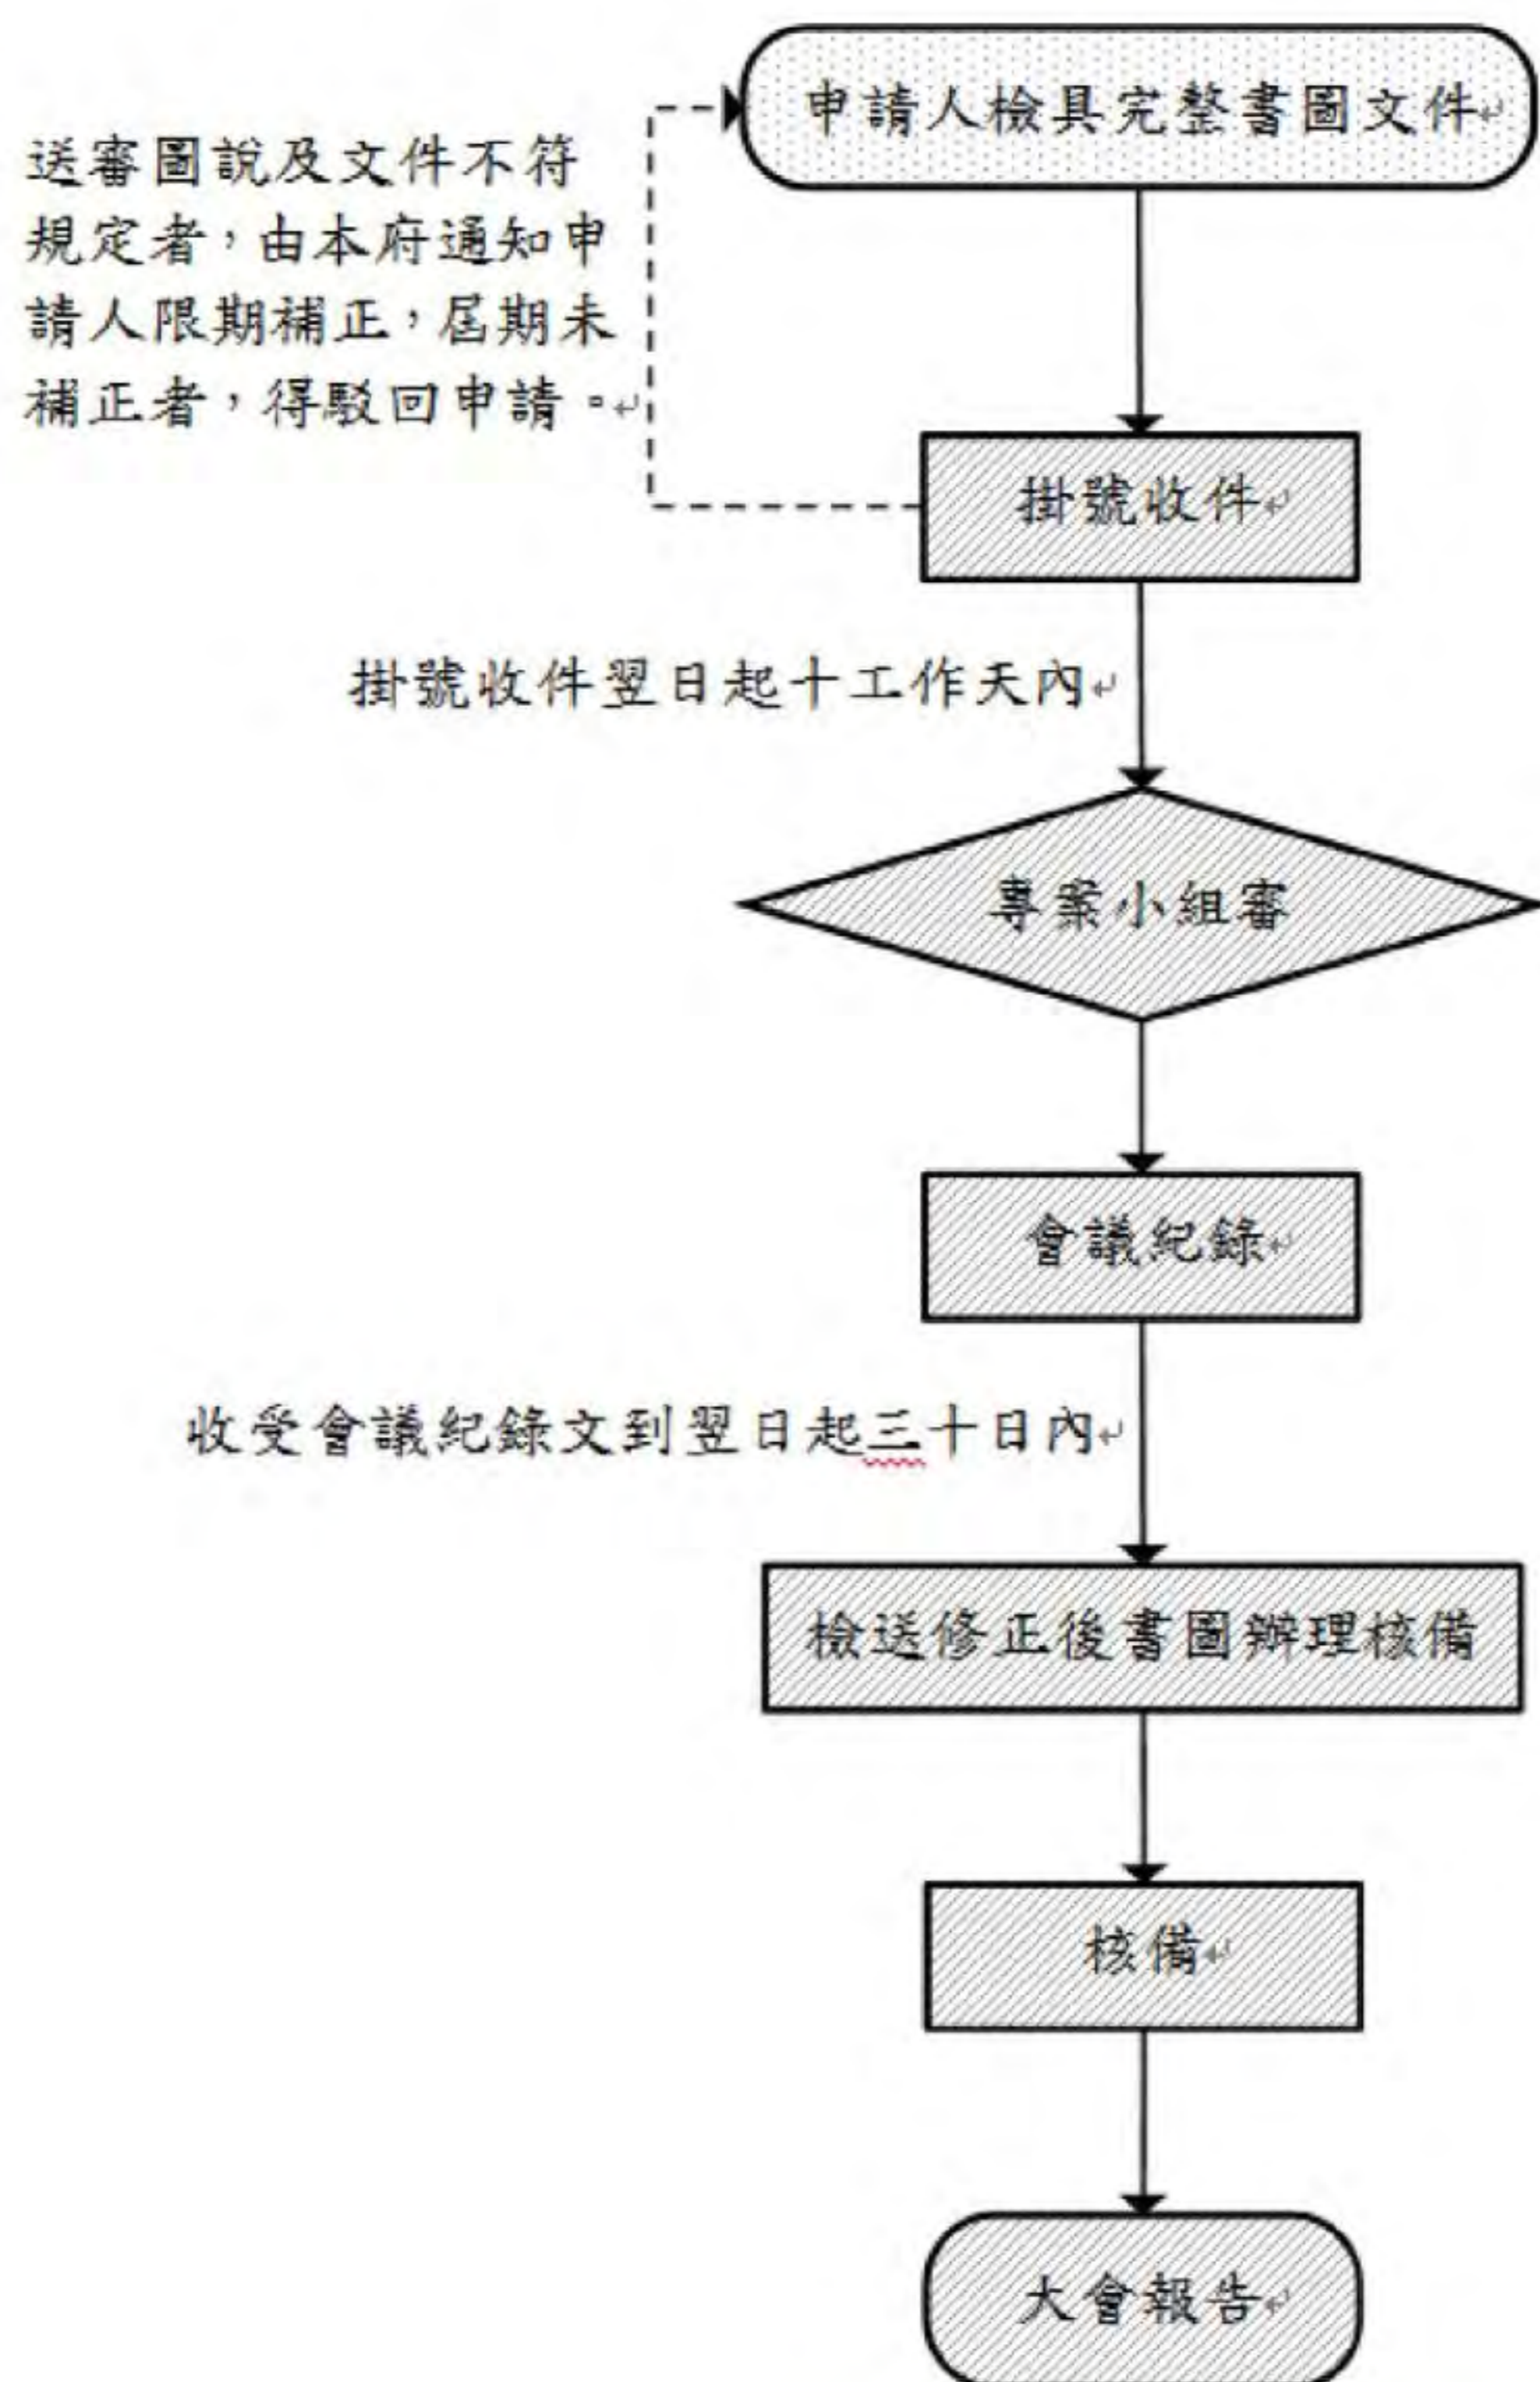 申請人檢具完整書圖文件
送審圖說及文件不符
規定者，由本府通知申
請人限期補正，屆期未
補正者，得駁回申請。
掛號收件
掛號收件翌日起十工作天內
專案小組審
會議紀錄
收受會議紀錄文到翌日起三十日內
檢送修正後書圖辦理核備
核備
大會報告